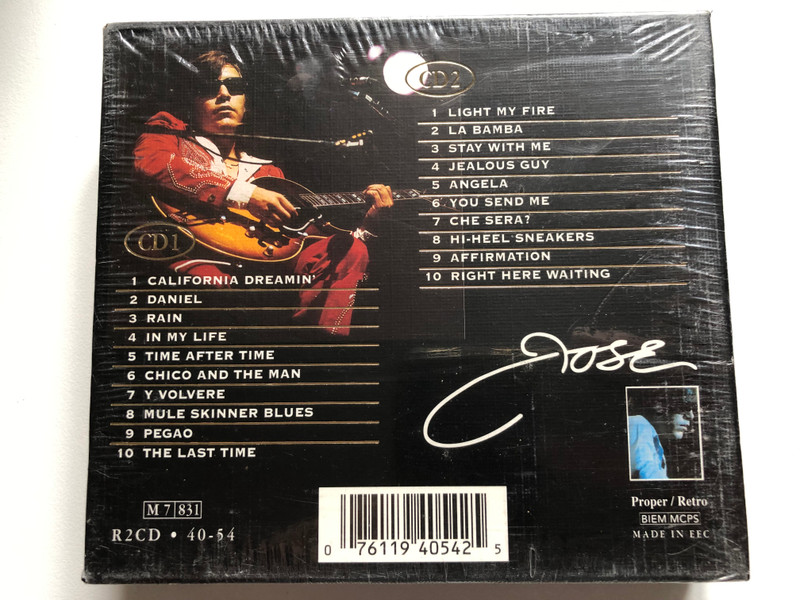 CD1
1 CALIFORNIA DREAMIN'
2 DANIEL
3 RAIN
4 IN MY LIFE
5 TIME AFTER TIME
6 CHICO AND THE MAN
7 Y VOLVERE
8 MULE SKINNER BLUES
9 PEGAO
10 THE LAST TIME
CD2
1 LIGHT MY FIRE
2 LA BAMBA
3 STAY WITH ME
4 JEALOUS GUY
5 ANGELA
6 YOU SEND ME
7 CHE SERA?
8 HI-HEEL SNEAKERS
9 AFFIRMATION
10 RIGHT HERE WAITING
JOSE
M 7 831
R2CD • 40-54
0 76119 40542 5
Proper / Retro
BIEM MCPS
MADE IN EEC